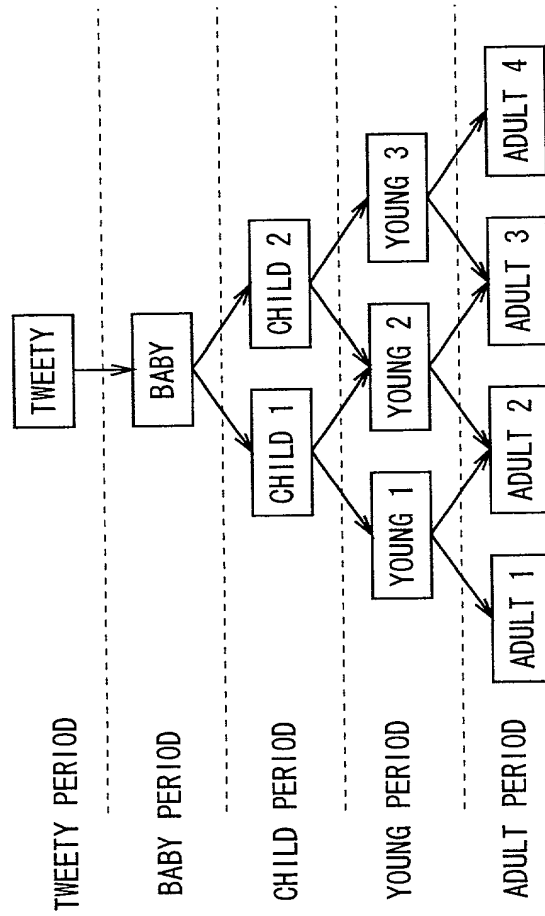 TWEETY PERIOD
TWEETY
BABY PERIOD
BABY
CHILD PERIOD
CHILD 1
CHILD 2
YOUNG PERIOD
YOUNG 1
YOUNG 2
YOUNG 3
ADULT PERIOD
ADULT 1
ADULT 2
ADULT 3
ADULT 4